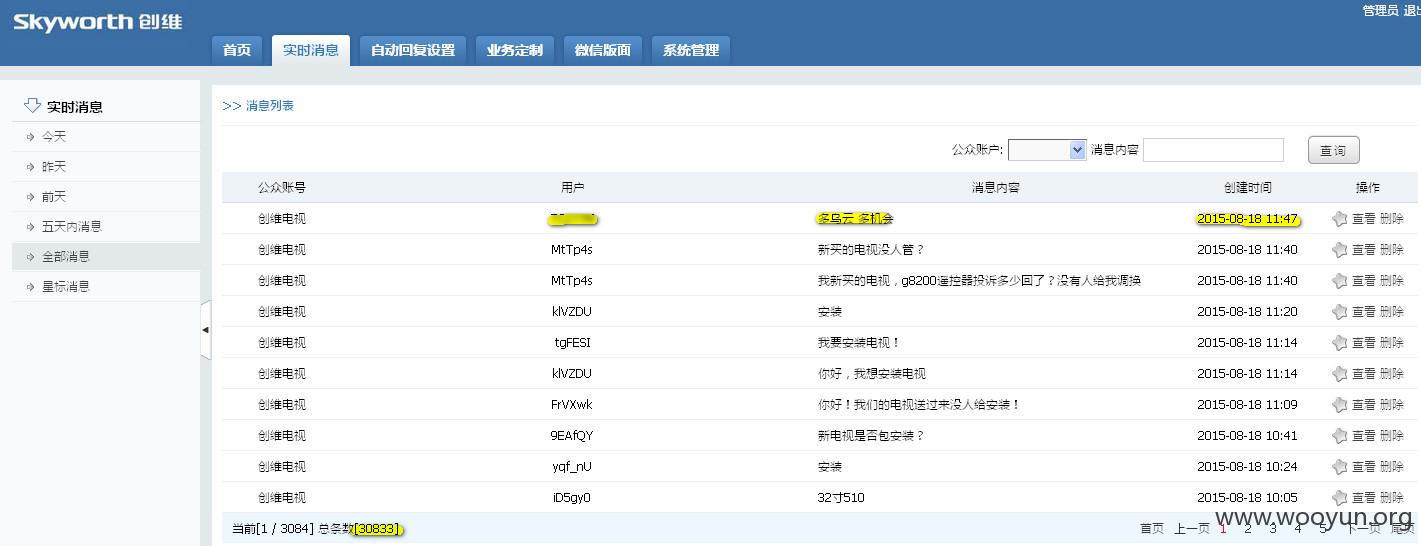 Skyworth 创维
管理员 退出
首页 实时消息 自动回复设置 业务定制 微信版面 系统管理
实时消息
今天
昨天
前天
五天内消息
全部消息
星标消息
>> 消息列表
公众账户: 消息内容 查询
公众账号 用户 消息内容 创建时间 操作
创维电视 多乌云 多机会 2015-08-18 11:47 查看 删除
创维电视 MtTp4s 新买的电视没人管？ 2015-08-18 11:40 查看 删除
创维电视 MtTp4s 我新买的电视，g8200遥控器投诉多少回了？没有人给我调换 2015-08-18 11:40 查看 删除
创维电视 klVZDU 安装 2015-08-18 11:20 查看 删除
创维电视 tgFESI 我要安装电视！ 2015-08-18 11:14 查看 删除
创维电视 klVZDU 你好，我想安装电视 2015-08-18 11:14 查看 删除
创维电视 FrVXwk 你好！我们的电视送过来没人给安装！ 2015-08-18 11:09 查看 删除
创维电视 9EAfQY 新电视是否包安装？ 2015-08-18 10:41 查看 删除
创维电视 yqf_nU 安装 2015-08-18 10:24 查看 删除
创维电视 iD5gy0 32寸510 2015-08-18 10:05 查看 删除
当前[1 / 3084] 总条数[30833] 首页 上一页 1 2 3 4 5 下一页 尾页
www.wooyun.org